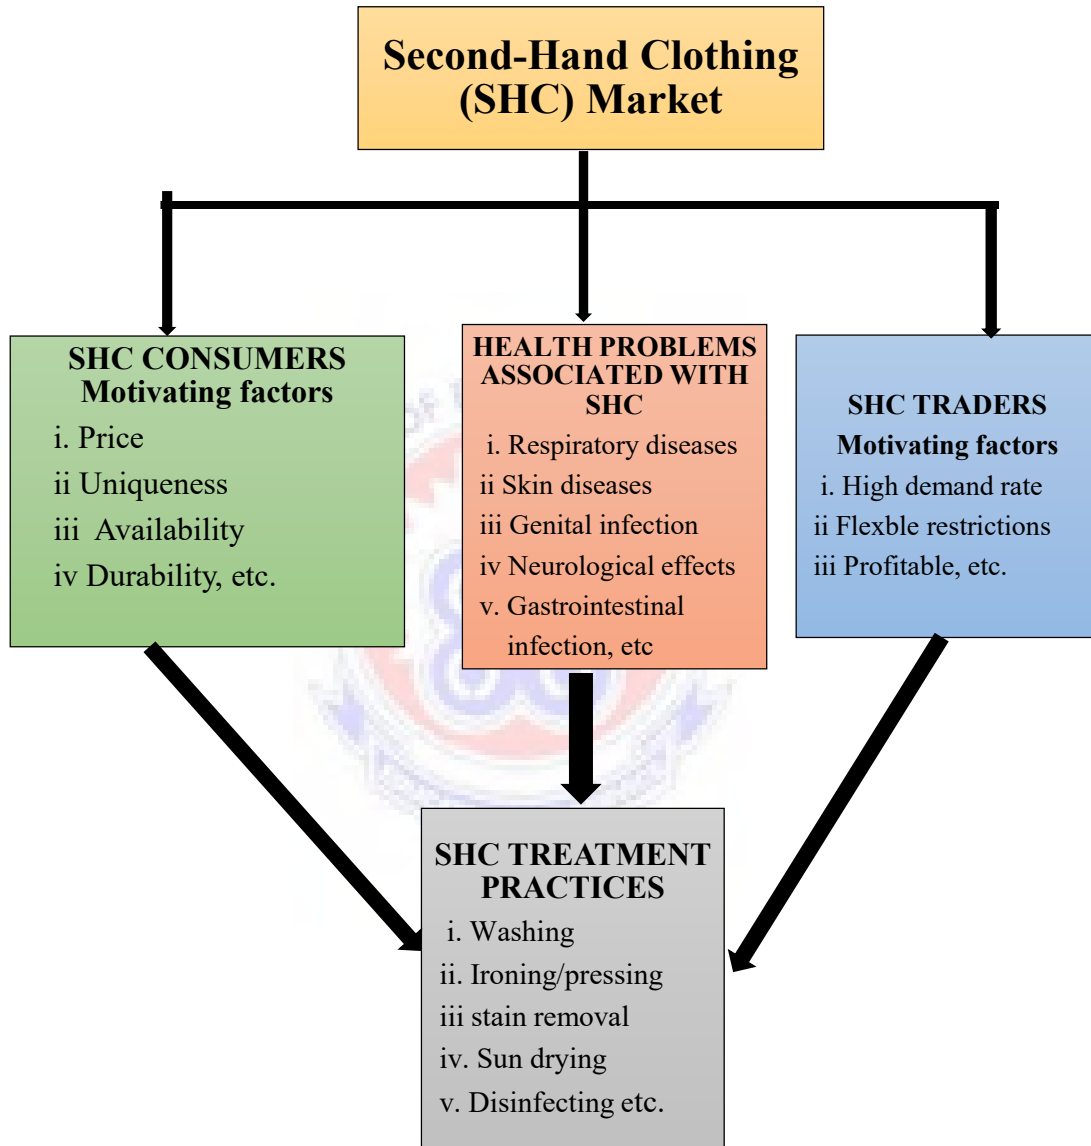 Second-Hand Clothing
(SHC) Market
SHC CONSUMERS
Motivating factors
i. Price
ii Uniqueness
iii Availability
iv Durability, etc.
HEALTH PROBLEMS
ASSOCIATED WITH
SHC
i. Respiratory diseases
ii Skin diseases
iii Genital infection
iv Neurological effects
v. Gastrointestinal
infection, etc
SHC TRADERS
Motivating factors
i. High demand rate
ii Flexble restrictions
iii Profitable, etc.
SHC TREATMENT
PRACTICES
i. Washing
ii. Ironing/pressing
iii stain removal
iv. Sun drying
v. Disinfecting etc.